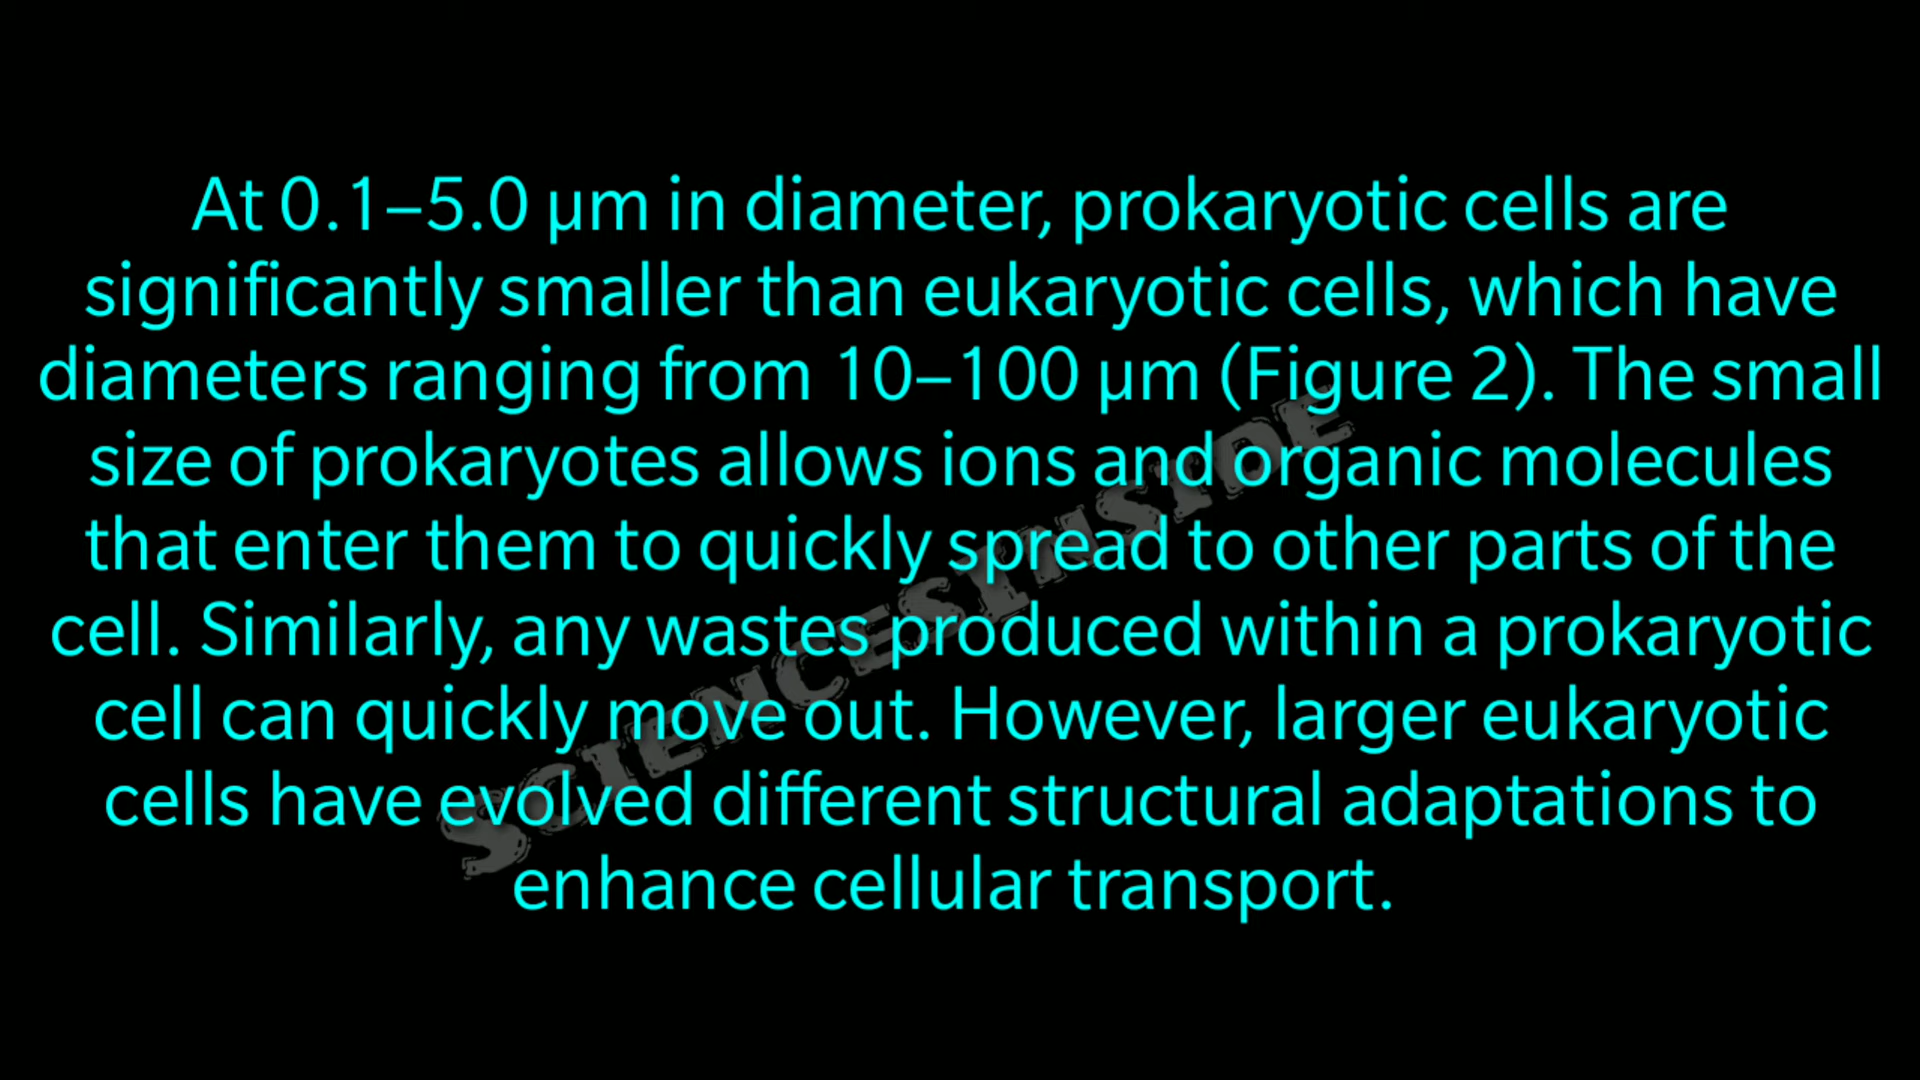 At 0.1–5.0 μm in diameter, prokaryotic cells are
significantly smaller than eukaryotic cells, which have
diameters ranging from 10–100 μm (Figure 2). The small
size of prokaryotes allows ions and organic molecules
that enter them to quickly spread to other parts of the
cell. Similarly, any wastes produced within a prokaryotic
cell can quickly move out. However, larger eukaryotic
cells have evolved different structural adaptations to
enhance cellular transport.
SCIENCESINSIDE